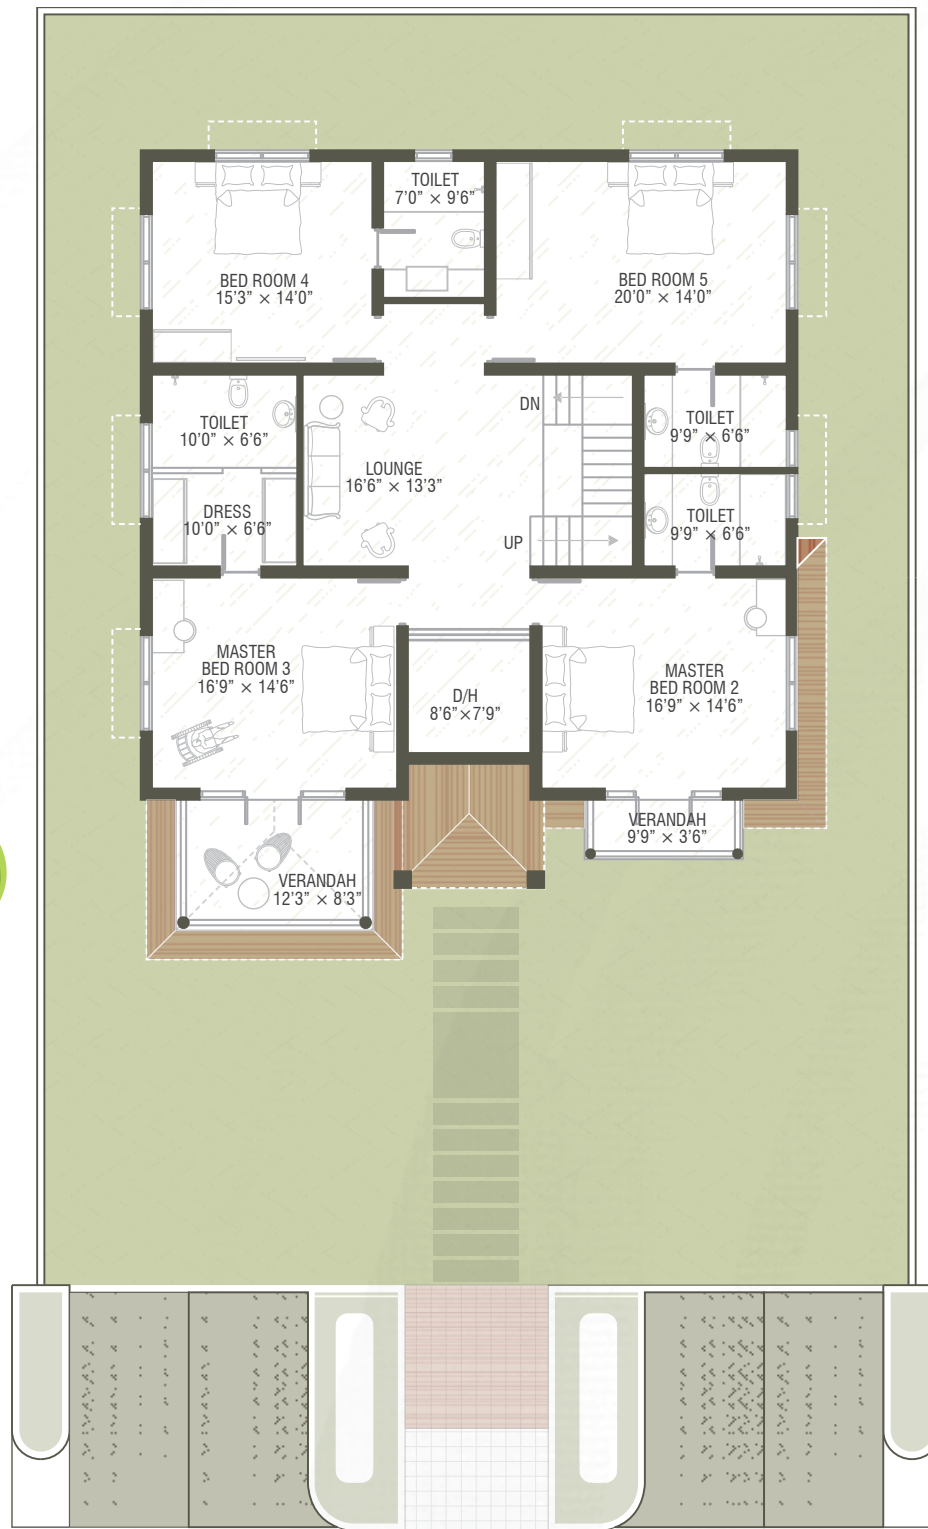 TOILET
7’0” × 9’6”
BED ROOM 4
15’3” × 14’0”
BED ROOM 5
20’0” × 14’0”
DN
TOILET
10’0” × 6’6”
TOILET
9’9” × 6’6”
LOUNGE
16’6” × 13’3”
DRESS
10’0” × 6’6”
UP
TOILET
9’9” × 6’6”
MASTER
BED ROOM 3
16’9” × 14’6”
D/H
8’6”×7’9”
MASTER
BED ROOM 2
16’9” × 14’6”
VERANDAH
9’9” × 3’6”
VERANDAH
12’3” × 8’3”